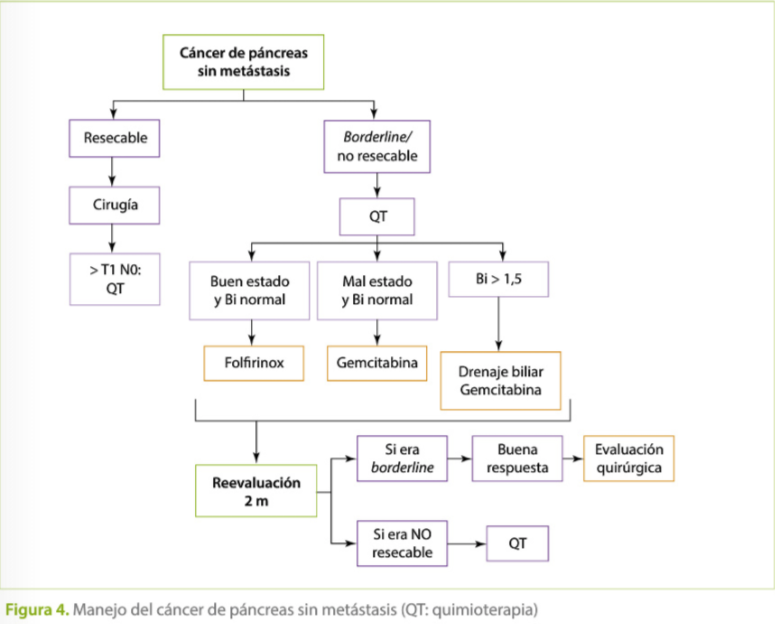 Cáncer de páncreas
sin metástasis
Resecable
Borderline/
no resecable
Cirugía
QT
> T1 N0:
QT
Buen estado
y Bi normal
Mal estado
y Bi normal
Bi > 1,5
Folfirinox
Gemcitabina
Drenaje biliar
Gemcitabina
Reevaluación
2 m
Si era
borderline
Buena
respuesta
Evaluación
quirúrgica
Si era NO
resecable
QT
Figura 4. Manejo del cáncer de páncreas sin metástasis (QT: quimioterapia)